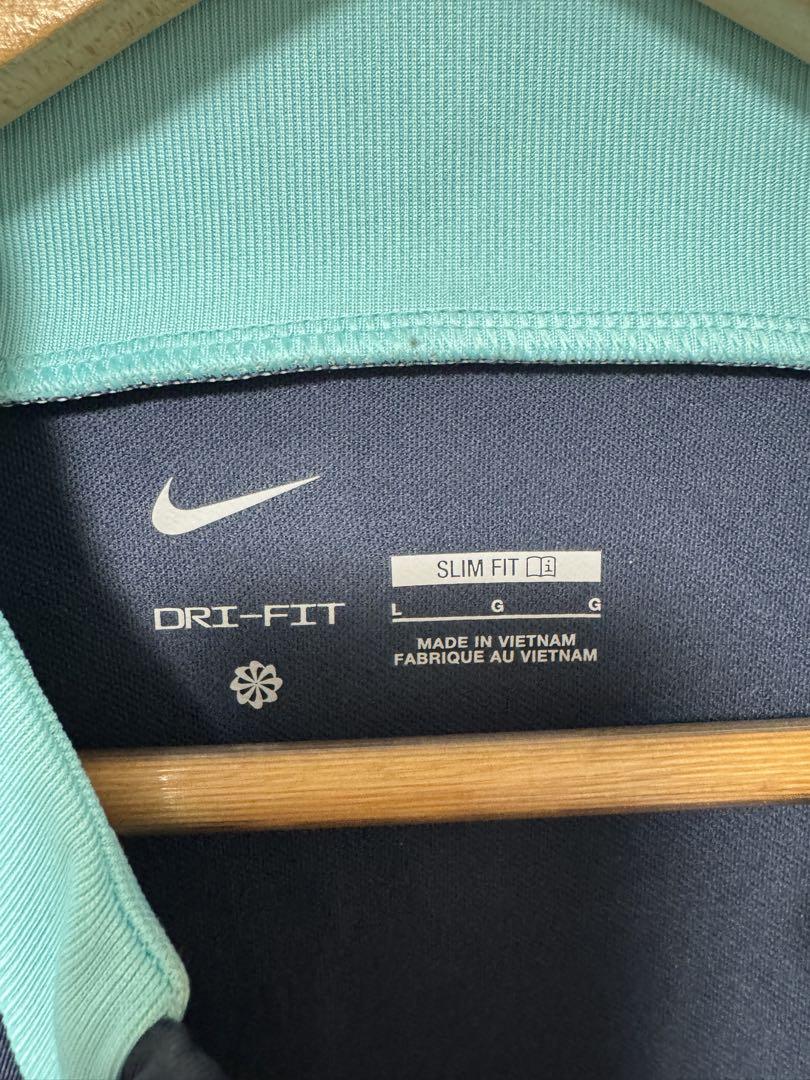 SLIM FIT
DRI-FIT
L G G
MADE IN VIETNAM
FABRIQUE AU VIETNAM